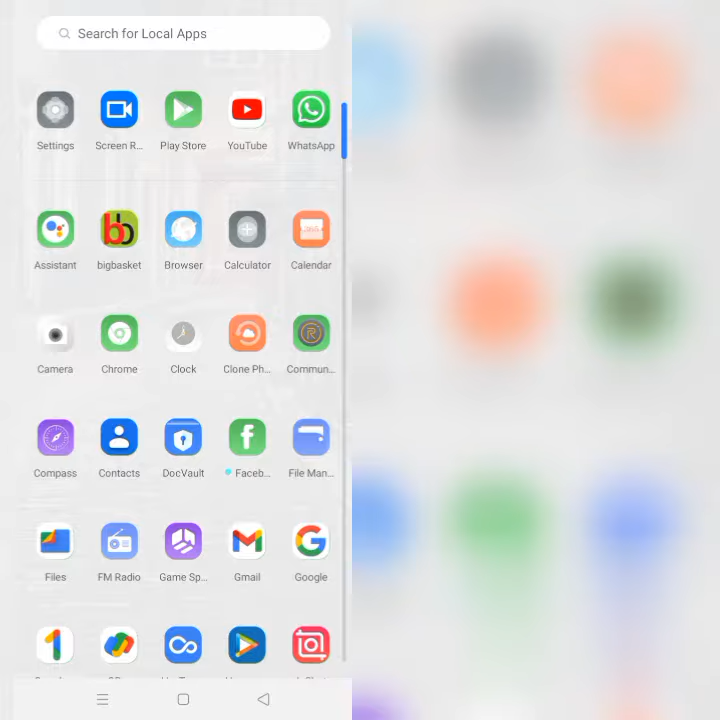 Search for Local Apps
Settings Screen R... Play Store YouTube WhatsApp
Assistant bigbasket Browser Calculator Calendar
Camera Chrome Clock Clone Ph... Commun...
Compass Contacts DocVault Faceb... File Man...
Files FM Radio Game Sp... Gmail Google